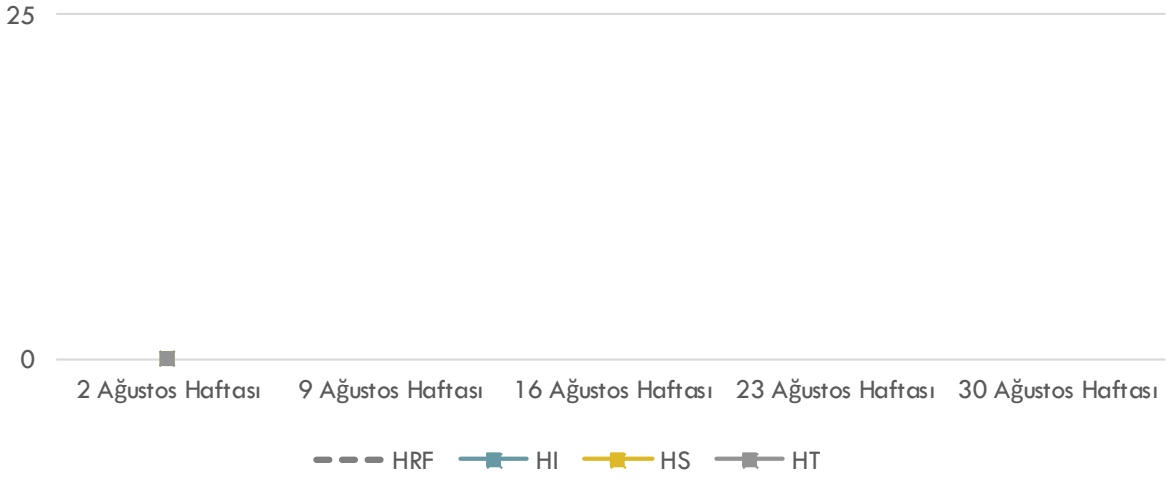 25
0
2 Ağustos Haftası 9 Ağustos Haftası 16 Ağustos Haftası 23 Ağustos Haftası 30 Ağustos Haftası
HRF HI HS HT